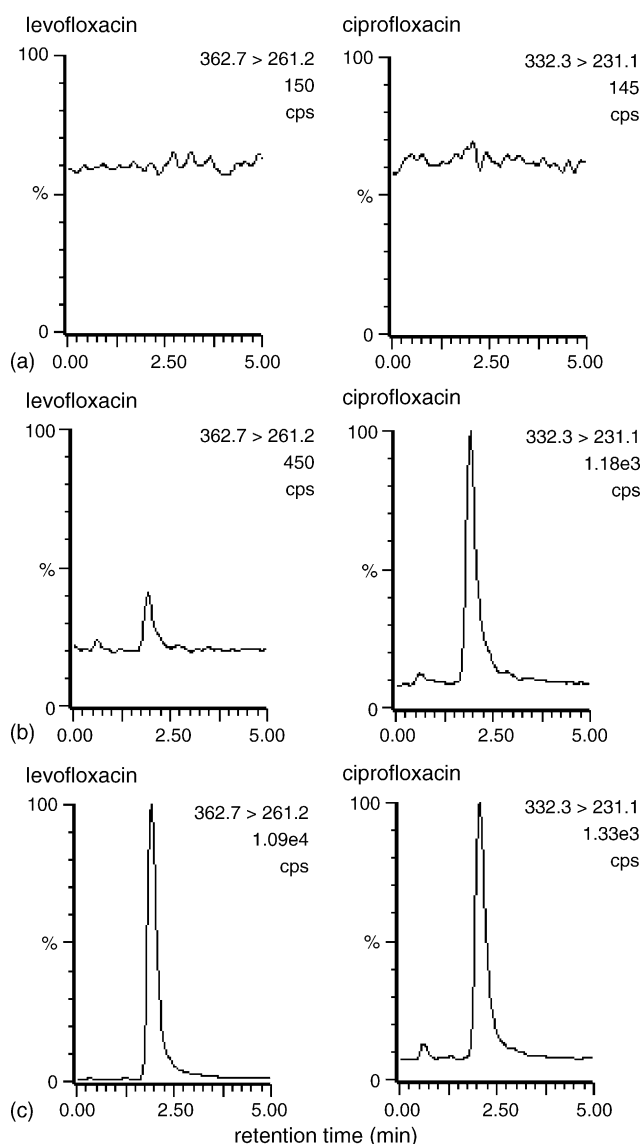 levofloxacin
362.7 > 261.2
150
cps
100
%
0
0.00 2.50 5.00
ciprofloxacin
332.3 > 231.1
145
cps
100
%
0
0.00 2.50 5.00
(a)
levofloxacin
362.7 > 261.2
450
cps
100
%
0
0.00 2.50 5.00
ciprofloxacin
332.3 > 231.1
1.18e3
cps
100
%
0
0.00 2.50 5.00
(b)
levofloxacin
362.7 > 261.2
1.09e4
cps
100
%
0
0.00 2.50 5.00
ciprofloxacin
332.3 > 231.1
1.33e3
cps
100
%
0
0.00 2.50 5.00
(c)
retention time (min)